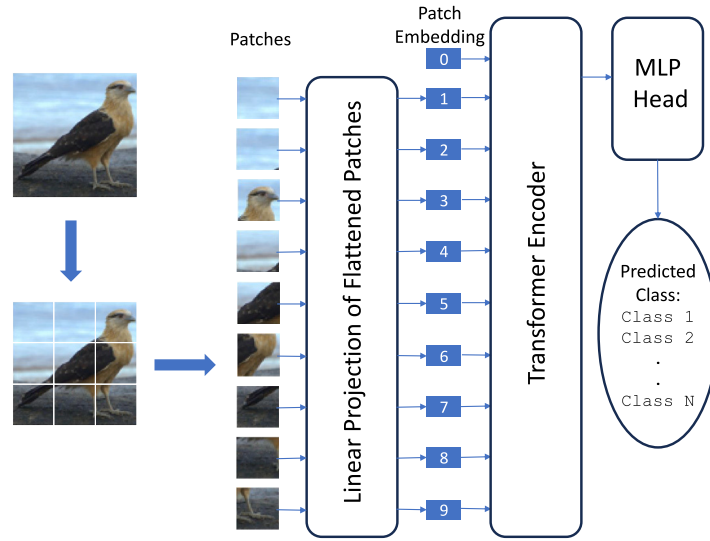 Patches
Patch
Embedding
0
1
2
3
4
5
6
7
8
9
Linear Projection of Flattened Patches
Transformer Encoder
MLP
Head
Predicted
Class:
Class 1
Class 2
.
.
Class N